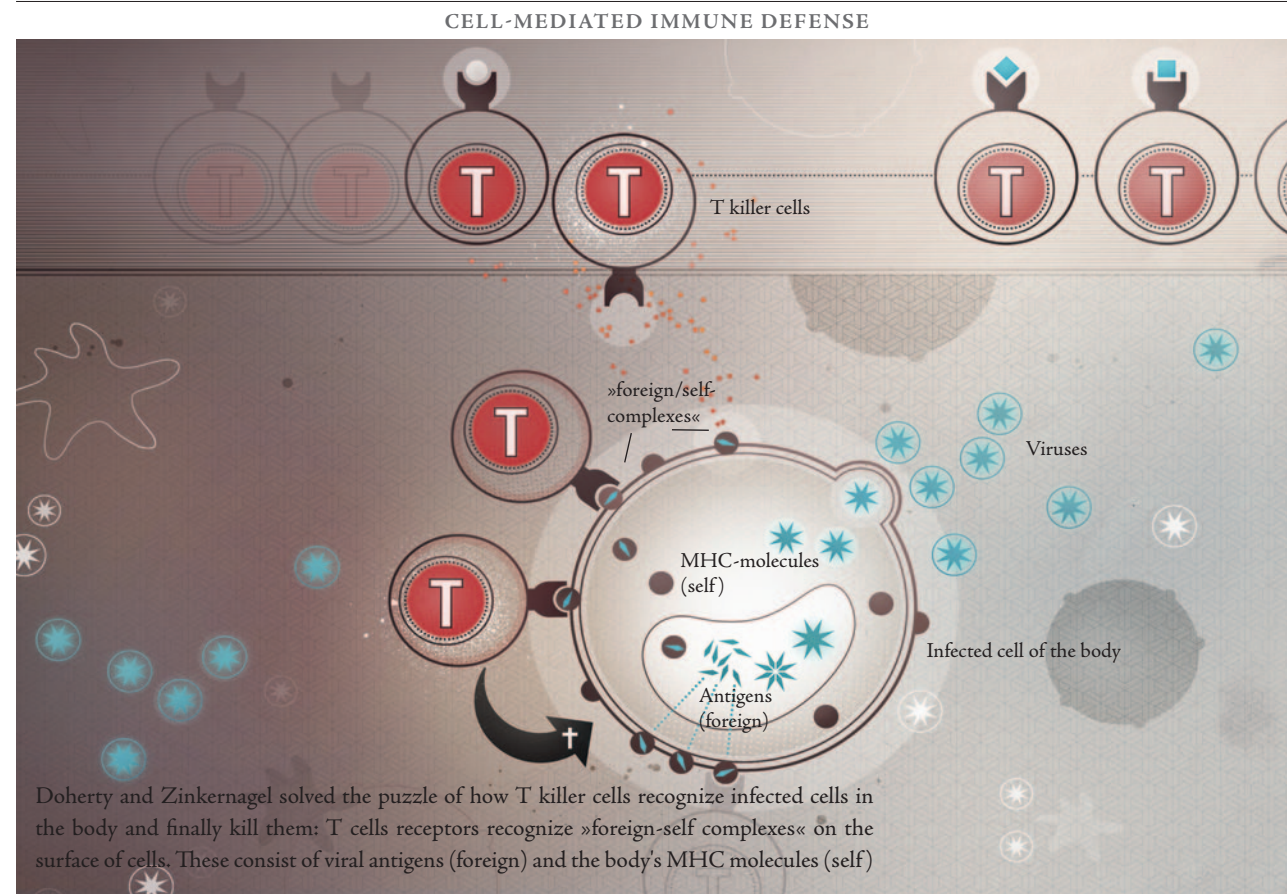 CELL-MEDIATED IMMUNE DEFENSE
T
T
T
T
T
T
T killer cells
T
»foreign/self-
complexes«
Viruses
MHC-molecules
(self)
T
Infected cell of the body
Antigens
(foreign)
Doherty and Zinkernagel solved the puzzle of how T killer cells recognize infected cells in
the body and finally kill them: T cells receptors recognize »foreign-self complexes« on the
surface of cells. These consist of viral antigens (foreign) and the body's MHC molecules (self)
T